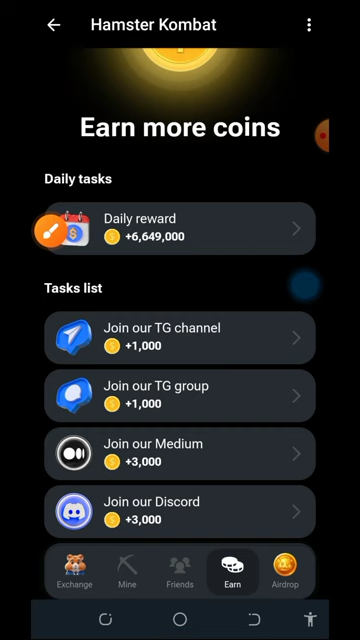 Hamster Kombat
Earn more coins
Daily tasks
Daily reward
+6,649,000
Tasks list
Join our TG channel
+1,000
Join our TG group
+1,000
Join our Medium
+3,000
Join our Discord
+3,000
Exchange
Mine
Friends
Earn
Airdrop